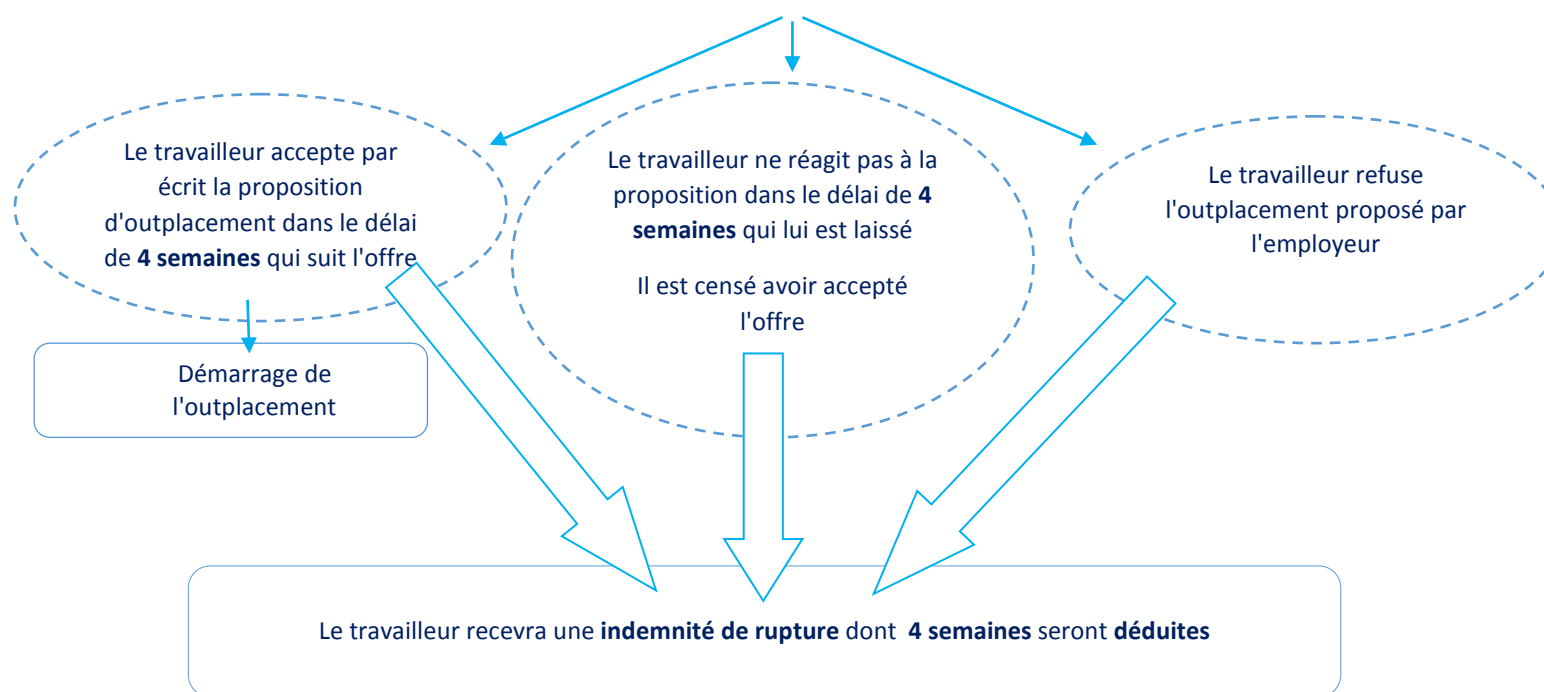 Le travailleur accepte par
écrit la proposition
d'outplacement dans le délai
de 4 semaines qui suit l'offre
Le travailleur ne réagit pas à la
proposition dans le délai de 4
semaines qui lui est laissé
Il est censé avoir accepté
l'offre
Le travailleur refuse
l'outplacement proposé par
l'employeur
Démarrage de
l'outplacement
Le travailleur recevra une indemnité de rupture dont 4 semaines seront déduites